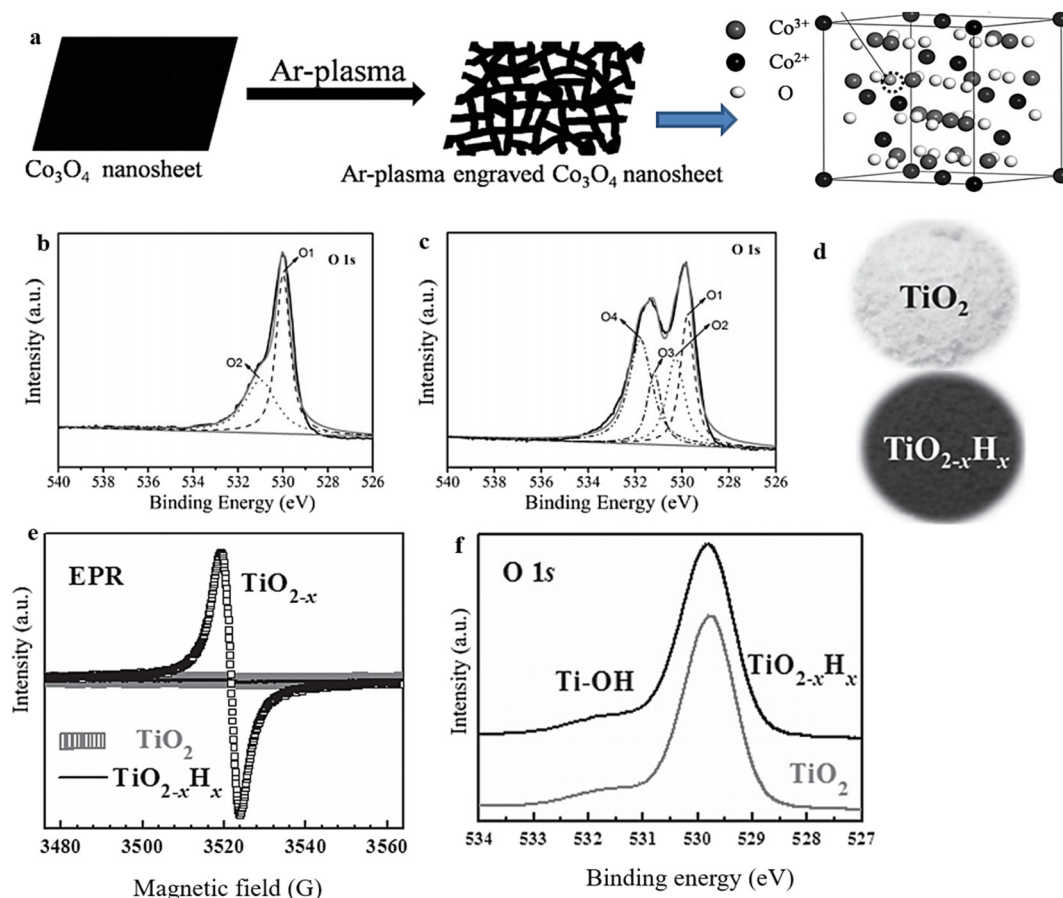 a
Ar-plasma
Co₃O₄ nanosheet
Ar-plasma engraved Co₃O₄ nanosheet
Co³⁺
Co²⁺
O
b
O 1s
O1
O2
Intensity (a.u.)
540 538 536 534 532 530 528 526
Binding Energy (eV)
c
O 1s
O1
O2
O3
O4
Intensity (a.u.)
540 538 536 534 532 530 528 526
Binding Energy (eV)
d
TiO₂
TiO₂₋ₓHₓ
e
EPR
TiO₂₋ₓ
TiO₂
TiO₂₋ₓHₓ
Intensity (a.u.)
3480 3500 3520 3540 3560
Magnetic field (G)
f
O 1s
Ti-OH
TiO₂₋ₓHₓ
TiO₂
Intensity (a.u.)
534 533 532 531 530 529 528 527
Binding energy (eV)